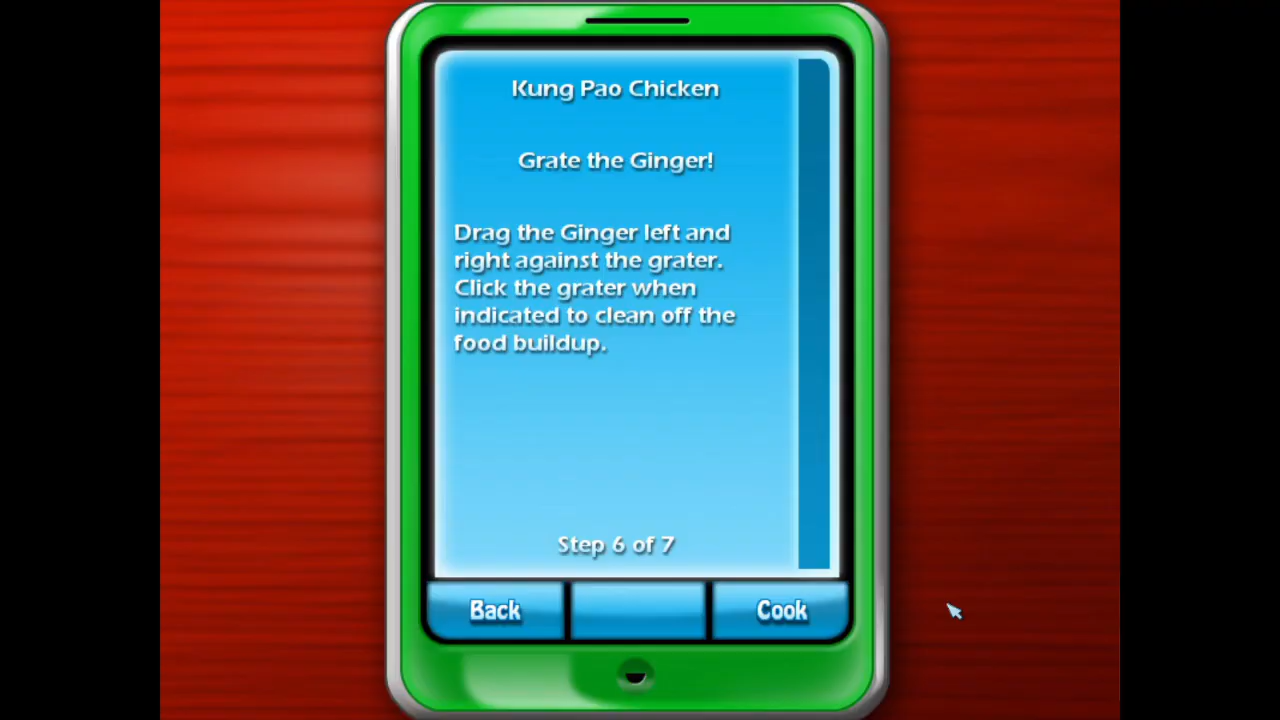 Kung Pao Chicken
Grate the Ginger!
Drag the Ginger left and
right against the grater.
Click the grater when
indicated to clean off the
food buildup.
Step 6 of 7
Back
Cook